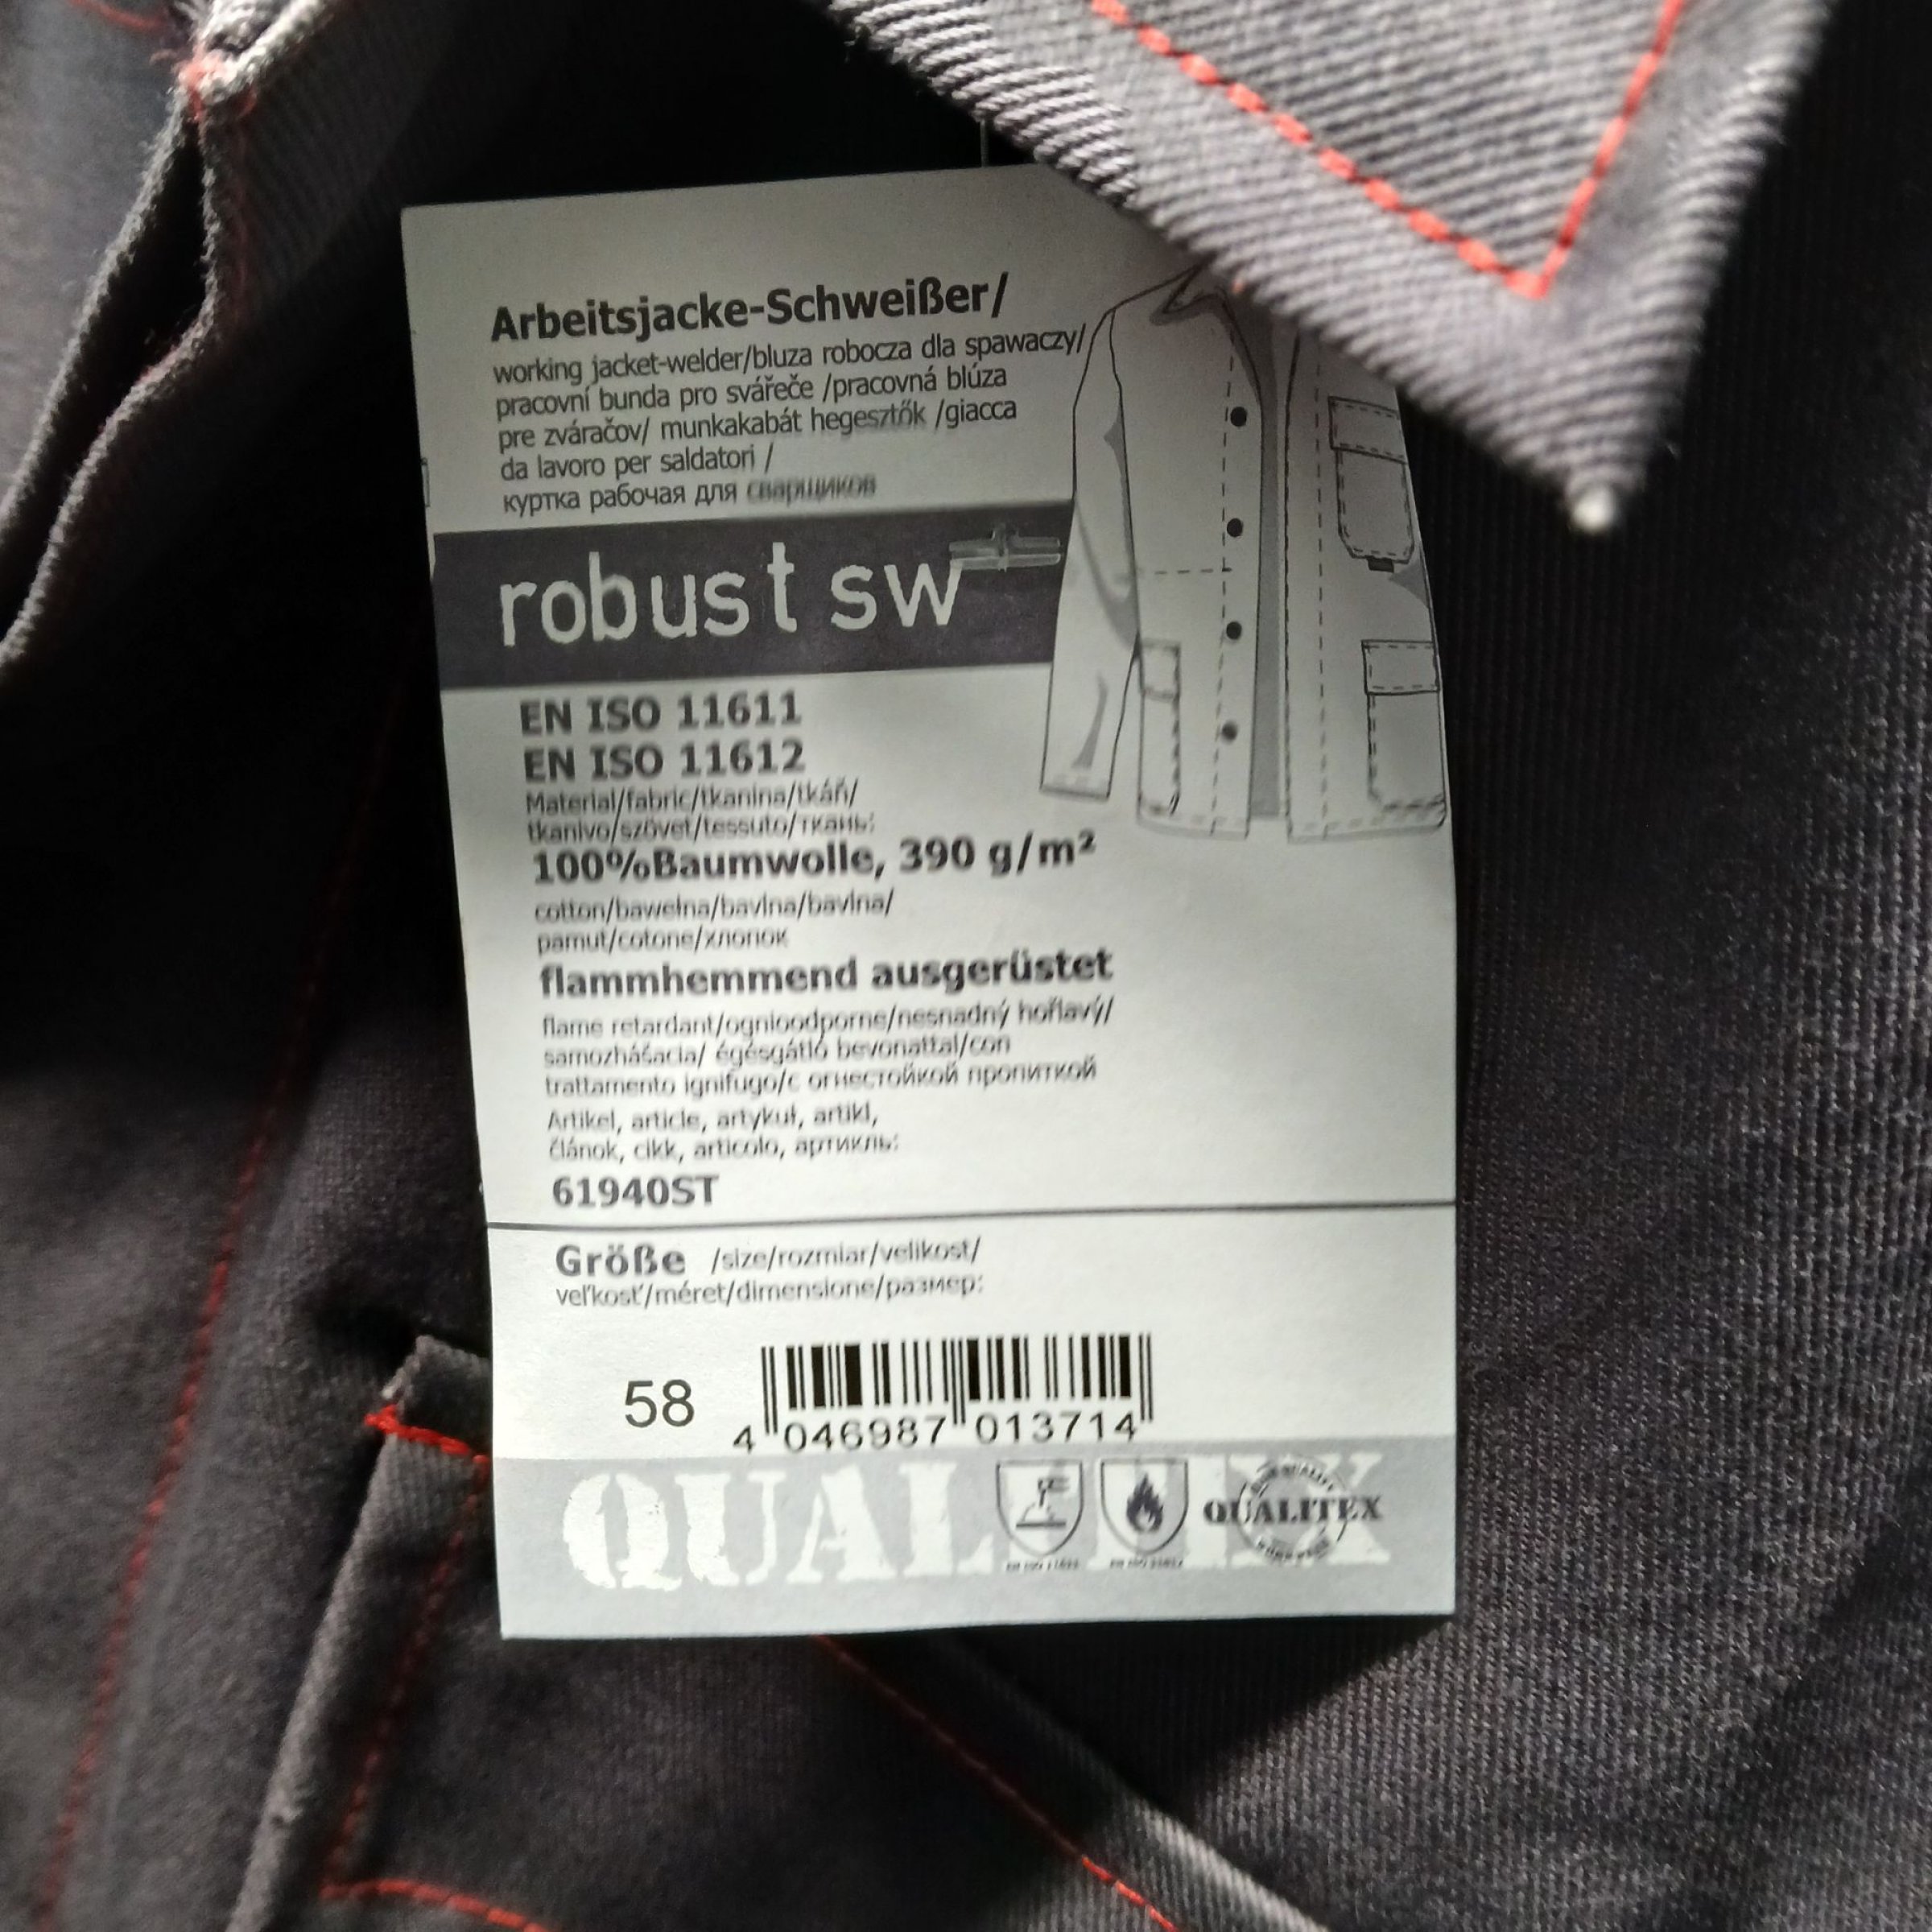 Arbeitsjacke-Schweißer/
working jacket-welder/bluza robocza dla spawaczy/
pracovní bunda pro svářeče /pracovná blúza
pre zváračov/ munkakabát hegesztők /giacca
da lavoro per saldatori /
куртка рабочая для сварщиков
robust sw
EN ISO 11611
EN ISO 11612
Material/fabric/tkanina/tkáň/
tkanivo/szövet/tessuto/ткань:
100%Baumwolle, 390 g/m²
cotton/bawełna/bavlna/bavlna/
pamut/cotone/хлопок
flammhemmend ausgerüstet
flame retardant/ognioodporne/nesnadný hořlavý/
samozhášacia/ égésgátló bevonattal/con
trattamento ignifugo/с огнестойкой пропиткой
Artikel, article, artykuł, artikl,
článok, cikk, articolo, артикль:
61940ST
Größe /size/rozmiar/velikost/
veľkosť/méret/dimensione/размер:
58
4 046987 013714
QUALITEX
QUALITEX